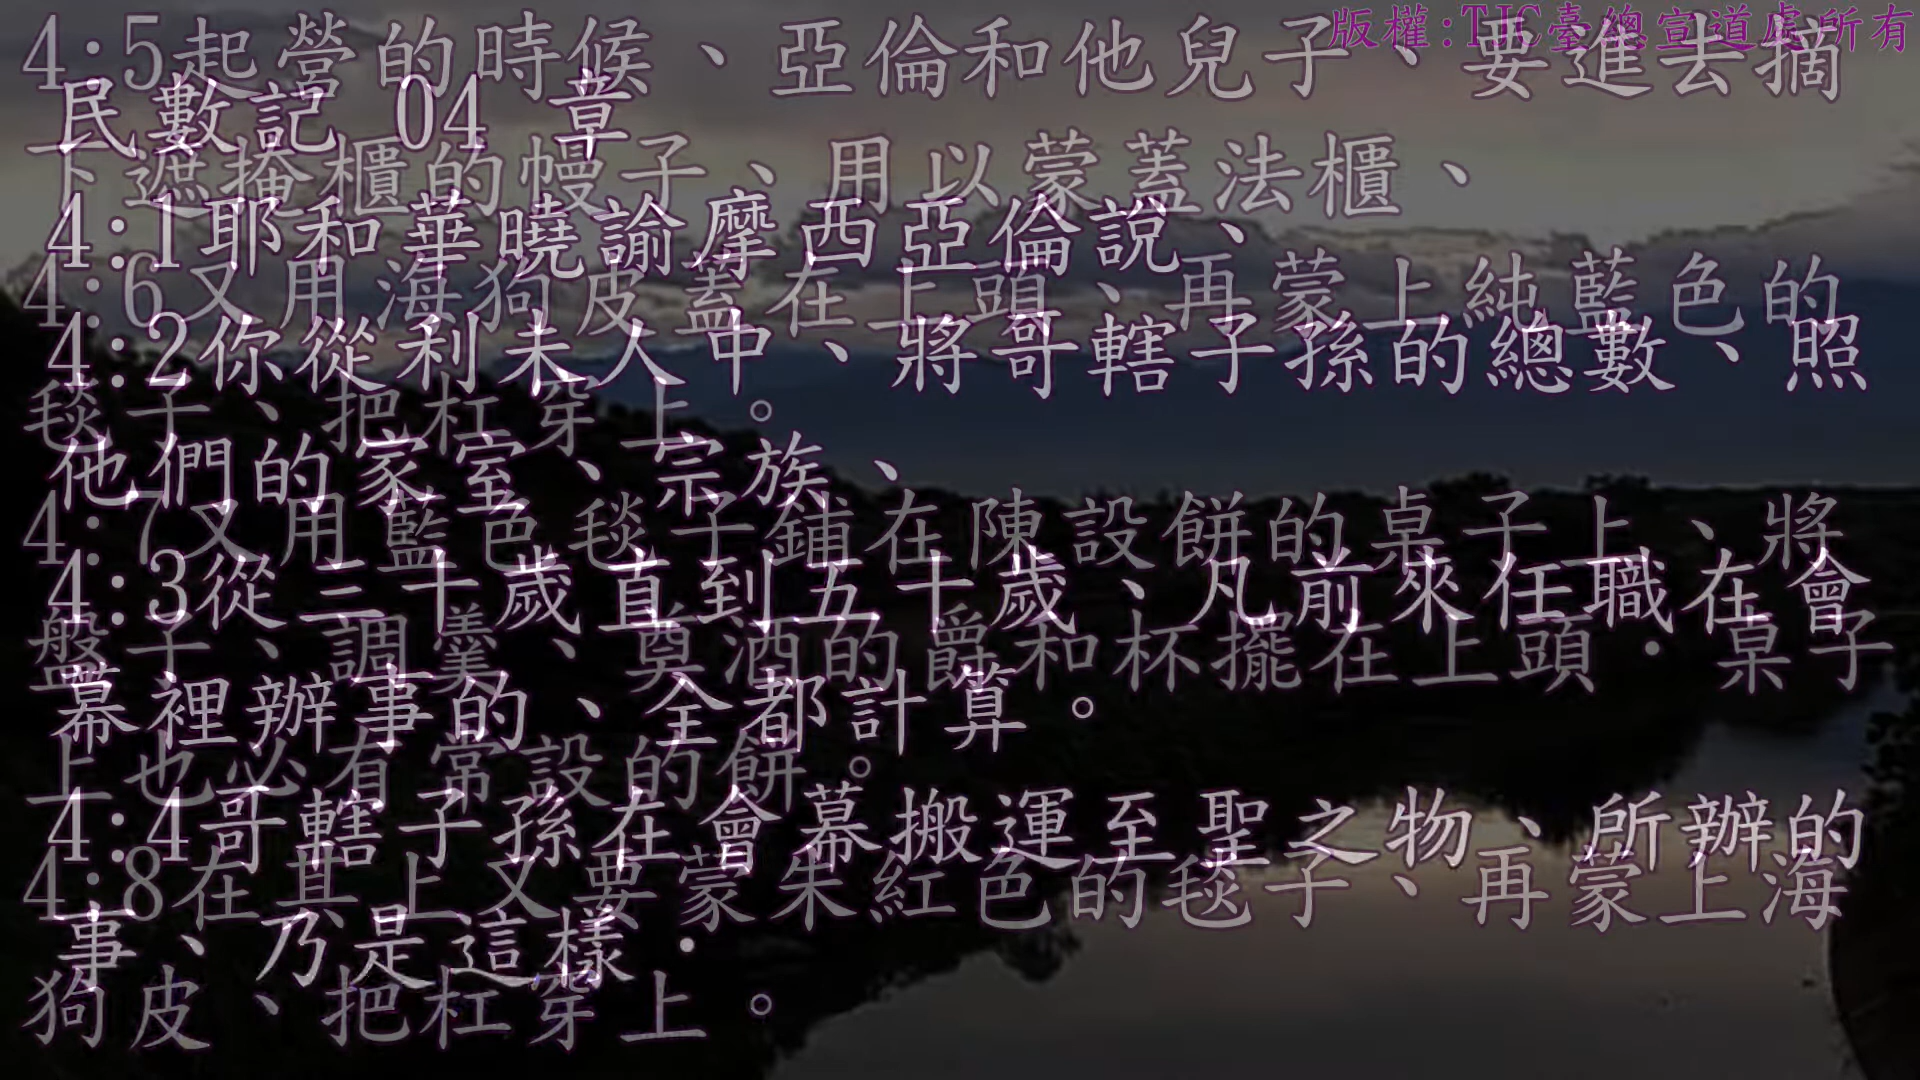 版權:TJC臺總宣道處所有
民數記 04 章
4:1耶和華曉諭摩西亞倫說、
4:2你從利未人中、將哥轄子孫的總數、照
他們的家室、宗族、
4:3從三十歲直到五十歲、凡前來任職在會
幕裡辦事的、全都計算。
4:4哥轄子孫在會幕搬運至聖之物、所辦的
事、乃是這樣．
4:5起營的時候、亞倫和他兒子、要進去摘
下遮掩櫃的幔子、用以蒙蓋法櫃、
4:6又用海狗皮蓋在上頭、再蒙上純藍色的
毯子、把杠穿上。
4:7又用藍色毯子鋪在陳設餅的桌子上、將
盤子、調羹、奠酒的爵和杯擺在上頭．桌子
上也必有常設的餅。
4:8在其上又要蒙朱紅色的毯子、再蒙上海
狗皮、把杠穿上。